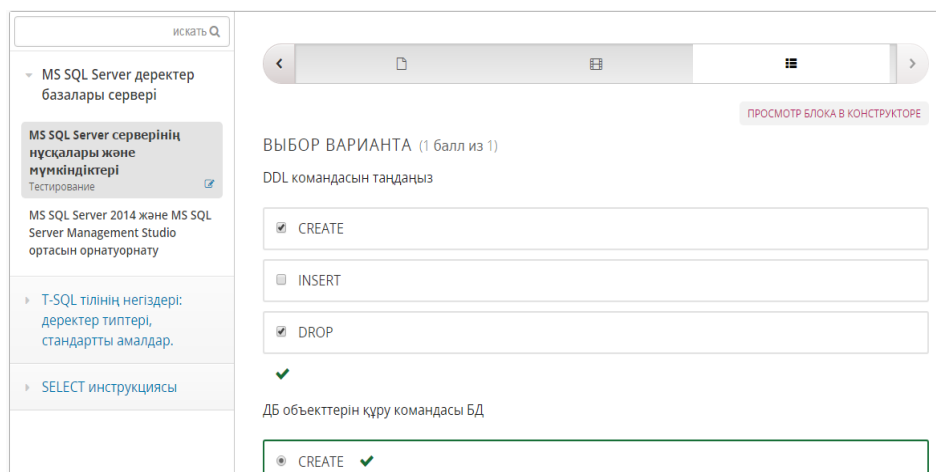 искать
MS SQL Server деректер
базалары сервері
MS SQL Server серверінің
нұсқалары және
мүмкіндіктері
Тестирование
MS SQL Server 2014 және MS SQL
Server Management Studio
ортасын орнатуорнату
T-SQL тілінің негіздері:
деректер типтері,
стандартты амалдар.
SELECT инструкциясы
ПРОСМОТР БЛОКА В КОНСТРУКТОРЕ
ВЫБОР ВАРИАНТА (1 балл из 1)
DDL командасын таңдаңыз
CREATE
INSERT
DROP
ДБ объекттерін құру командасы БД
CREATE